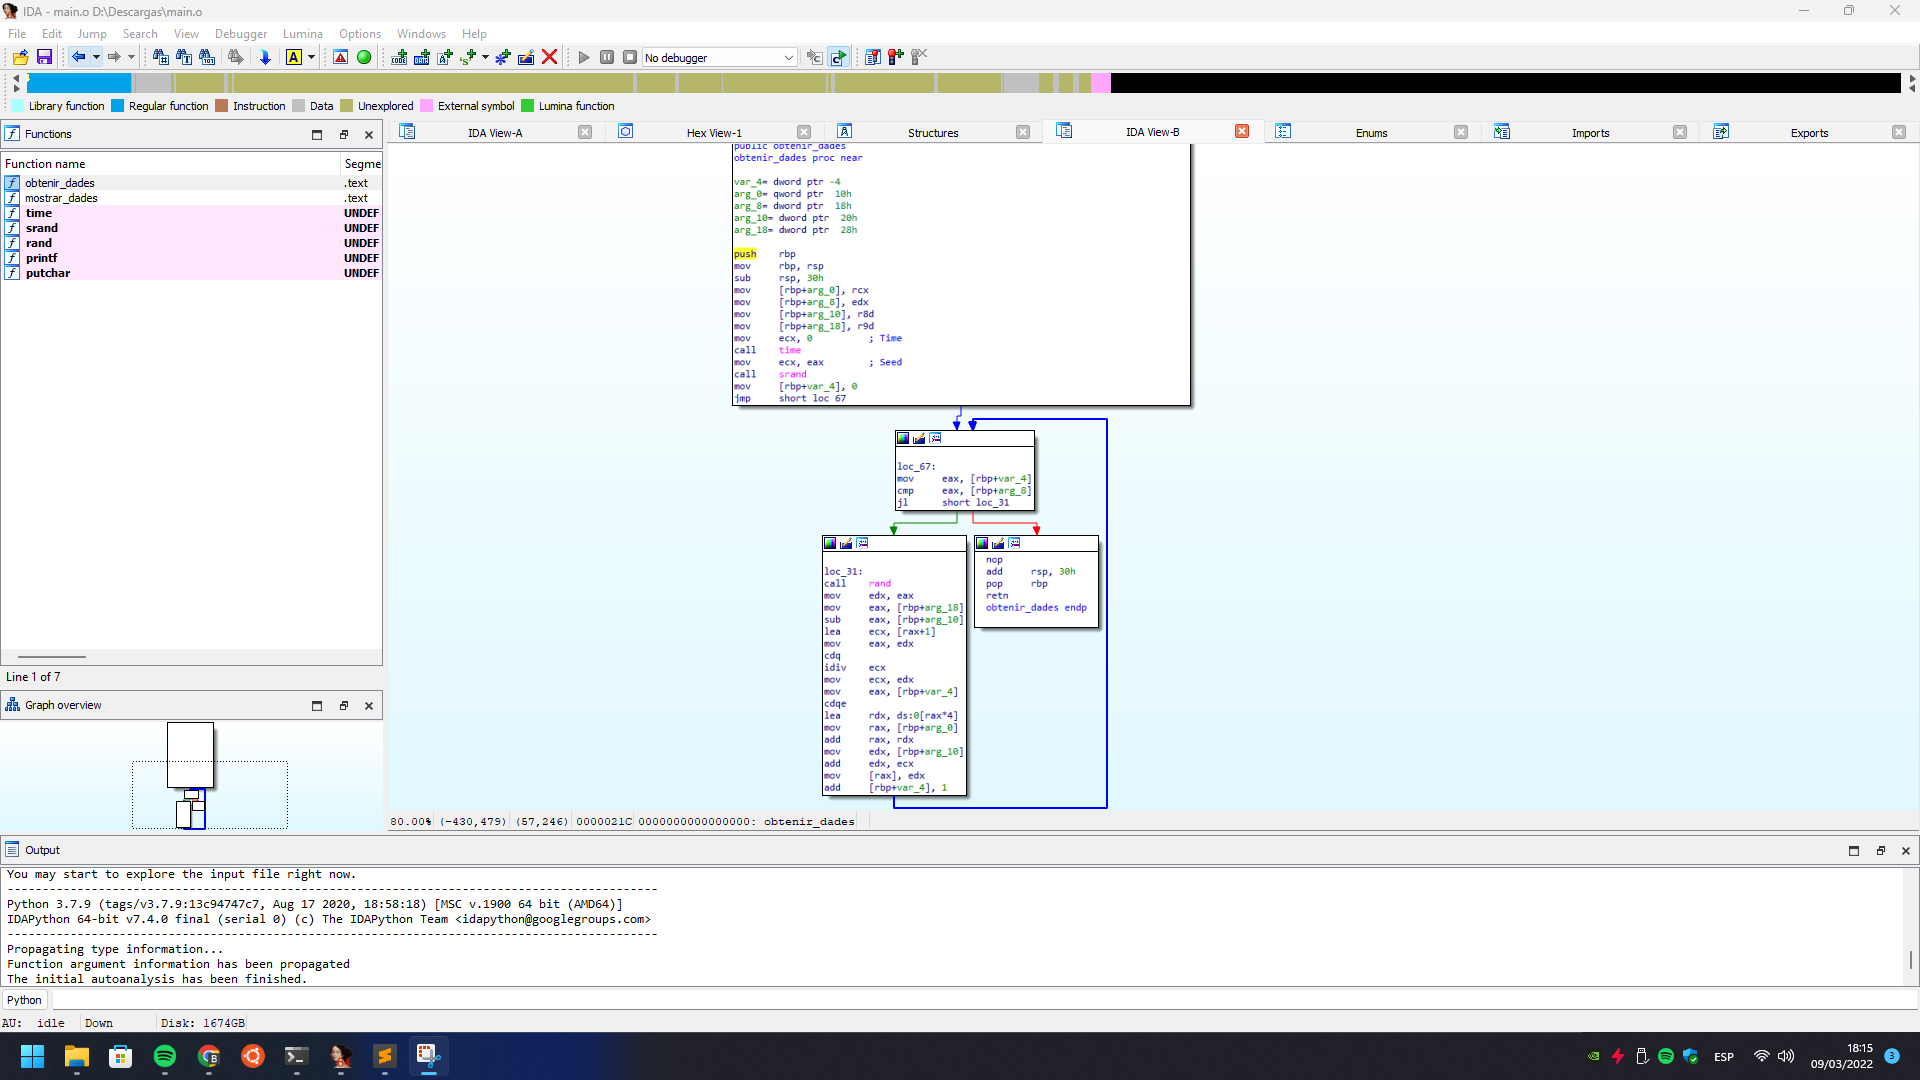 IDA - main.o D:\Descargas\main.o
File Edit Jump Search View Debugger Lumina Options Windows Help
No debugger
Library function Regular function Instruction Data Unexplored External symbol Lumina function
Functions
Function name Segme
obtenir_dades .text
mostrar_dades .text
time UNDEF
srand UNDEF
rand UNDEF
printf UNDEF
putchar UNDEF
Line 1 of 7
Graph overview
IDA View-A Hex View-1 Structures IDA View-B Enums Imports Exports
public obtenir_dades
obtenir_dades proc near
var_4= dword ptr -4
arg_0= qword ptr 10h
arg_8= dword ptr 18h
arg_10= dword ptr 20h
arg_18= dword ptr 28h
push rbp
mov rbp, rsp
sub rsp, 30h
mov [rbp+arg_0], rcx
mov [rbp+arg_8], edx
mov [rbp+arg_10], r8d
mov [rbp+arg_18], r9d
mov ecx, 0 ; Time
call time
mov ecx, eax ; Seed
call srand
mov [rbp+var_4], 0
jmp short loc_67
loc_67:
mov eax, [rbp+var_4]
cmp eax, [rbp+arg_8]
jl short loc_31
loc_31:
call rand
mov edx, eax
mov eax, [rbp+arg_18]
sub eax, [rbp+arg_10]
lea ecx, [rax+1]
mov eax, edx
cdq
idiv ecx
mov ecx, edx
mov eax, [rbp+var_4]
cdqe
lea rdx, ds:0[rax*4]
mov rax, [rbp+arg_0]
add rax, rdx
mov edx, [rbp+arg_10]
add edx, ecx
mov [rax], edx
add [rbp+var_4], 1
nop
add rsp, 30h
pop rbp
retn
obtenir_dades endp
80.00% (-430,479) (57,246) 0000021C 0000000000000000: obtenir_dades
Output
You may start to explore the input file right now.
Python 3.7.9 (tags/v3.7.9:13c94747c7, Aug 17 2020, 18:58:18) [MSC v.1900 64 bit (AMD64)]
IDAPython 64-bit v7.4.0 final (serial 0) (c) The IDAPython Team <idapython@googlegroups.com>
Propagating type information...
Function argument information has been propagated
The initial autoanalysis has been finished.
Python
AU: idle Down Disk: 1674GB
ESP
18:15
09/03/2022
3